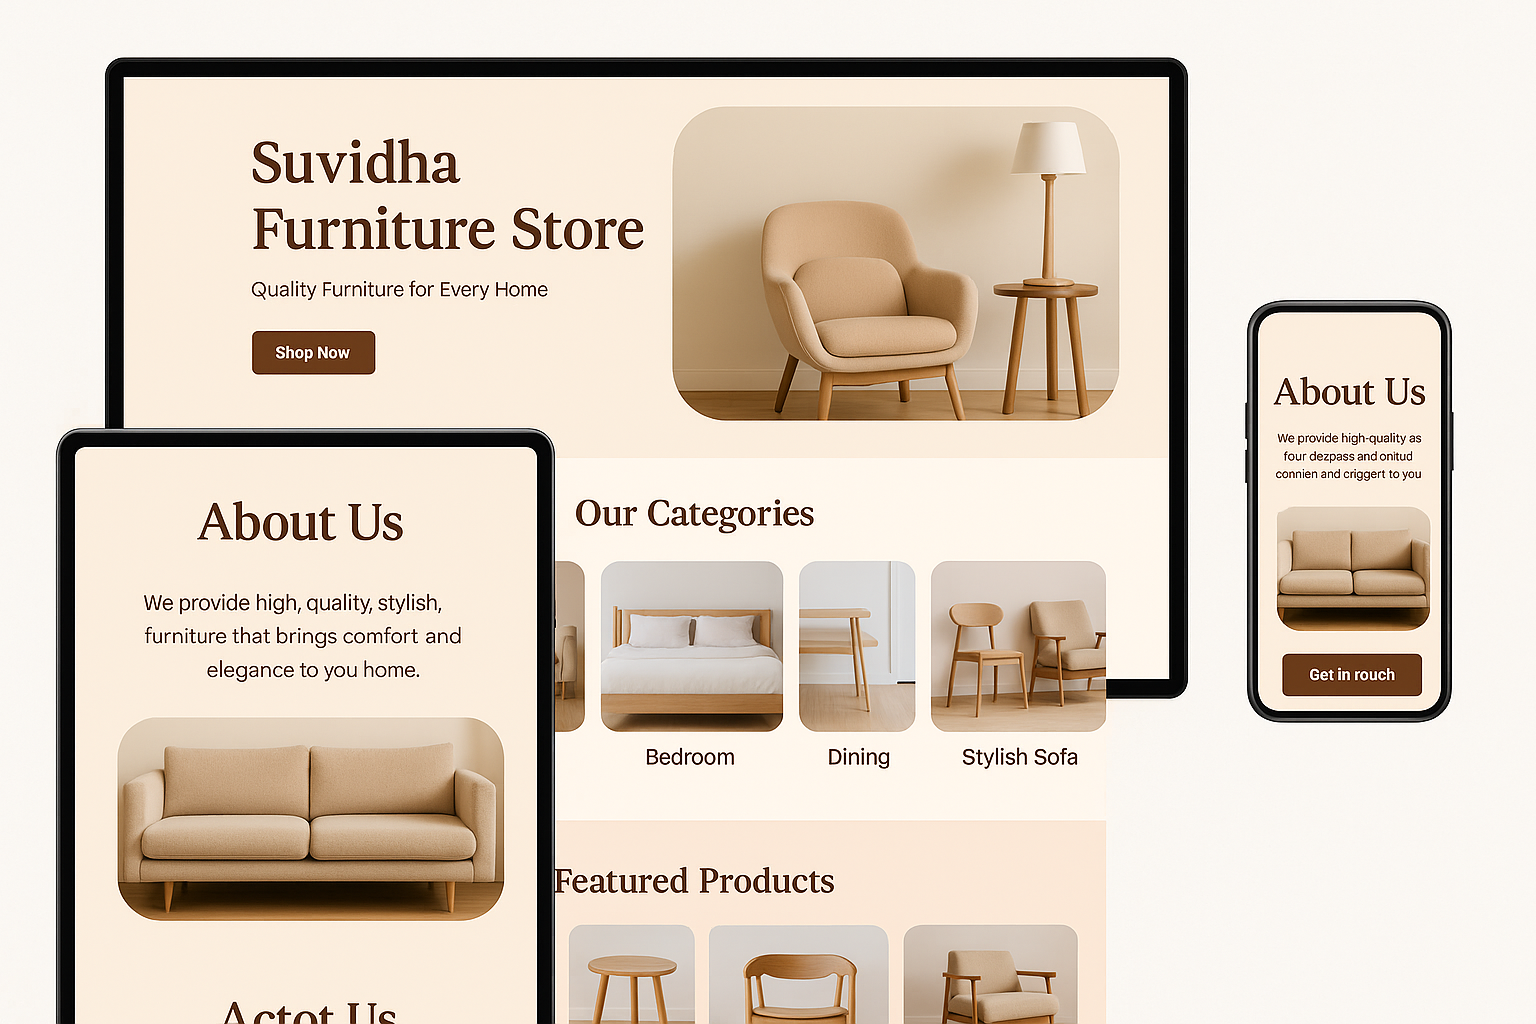 Suvidha
Furniture Store
Quality Furniture for Every Home
Shop Now
Our Categories
Bedroom
Dining
Stylish Sofa
Featured Products
About Us
We provide high, quality, stylish,
furniture that brings comfort and
elegance to you home.
Actot Us
About Us
We provide high-quality as
four dezpass and onitud
connien and criggert to you
Get in rouch